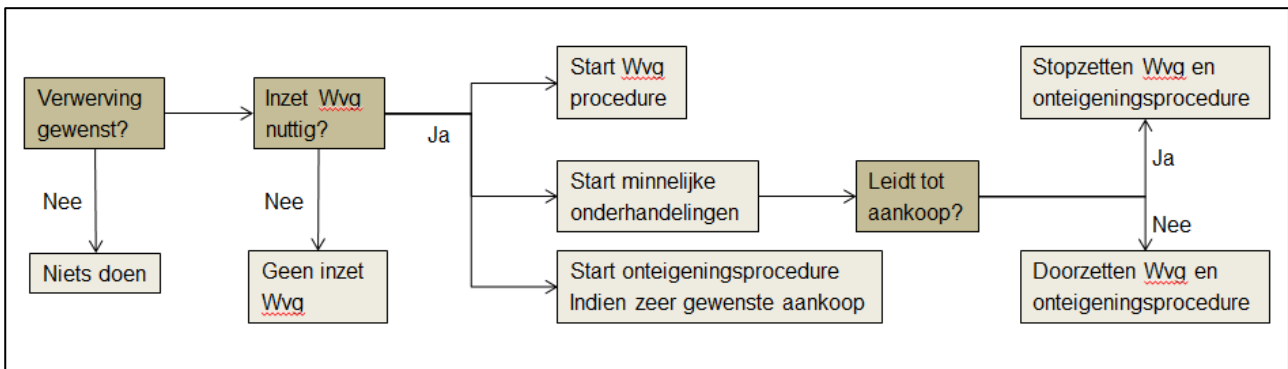 Verwerving
gewenst?
Nee
Niets doen
Inzet Wvg
nuttig?
Nee
Geen inzet
Wvg
Ja
Start Wvg
procedure
Start minnelijke
onderhandelingen
Start onteigeningsprocedure
Indien zeer gewenste aankoop
Leidt tot
aankoop?
Stopzetten Wvg en
onteigeningsprocedure
Ja
Nee
Doorzetten Wvg en
onteigeningsprocedure